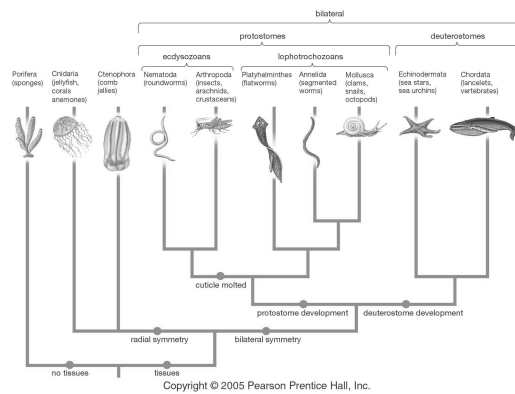 bilateral
protostomes
deuterostomes
ecdysozoans
lophotrochozoans
Porifera
(sponges)
Cnidaria
(jellyfish,
corals
anemones)
Ctenophora
(comb
jellies)
Nematoda
(roundworms)
Arthropoda
(insects,
arachnids,
crustaceans)
Platyhelminthes
(flatworms)
Annelida
(segmented
worms)
Mollusca
(clams,
snails,
octopods)
Echinodermata
(sea stars,
sea urchins)
Chordata
(lancelets,
vertebrates)
cuticle molted
protostome development
deuterostome development
radial symmetry
bilateral symmetry
no tissues
tissues
Copyright © 2005 Pearson Prentice Hall, Inc.